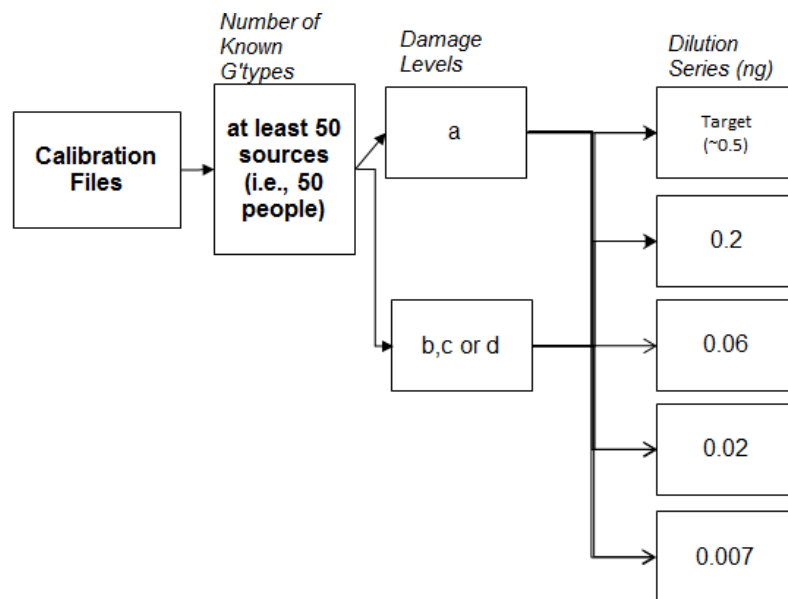 Number of
Known
G'types
Damage
Levels
Dilution
Series (ng)
Calibration
Files
at least 50
sources
(i.e., 50
people)
a
b,c or d
Target
(~0.5)
0.2
0.06
0.02
0.007